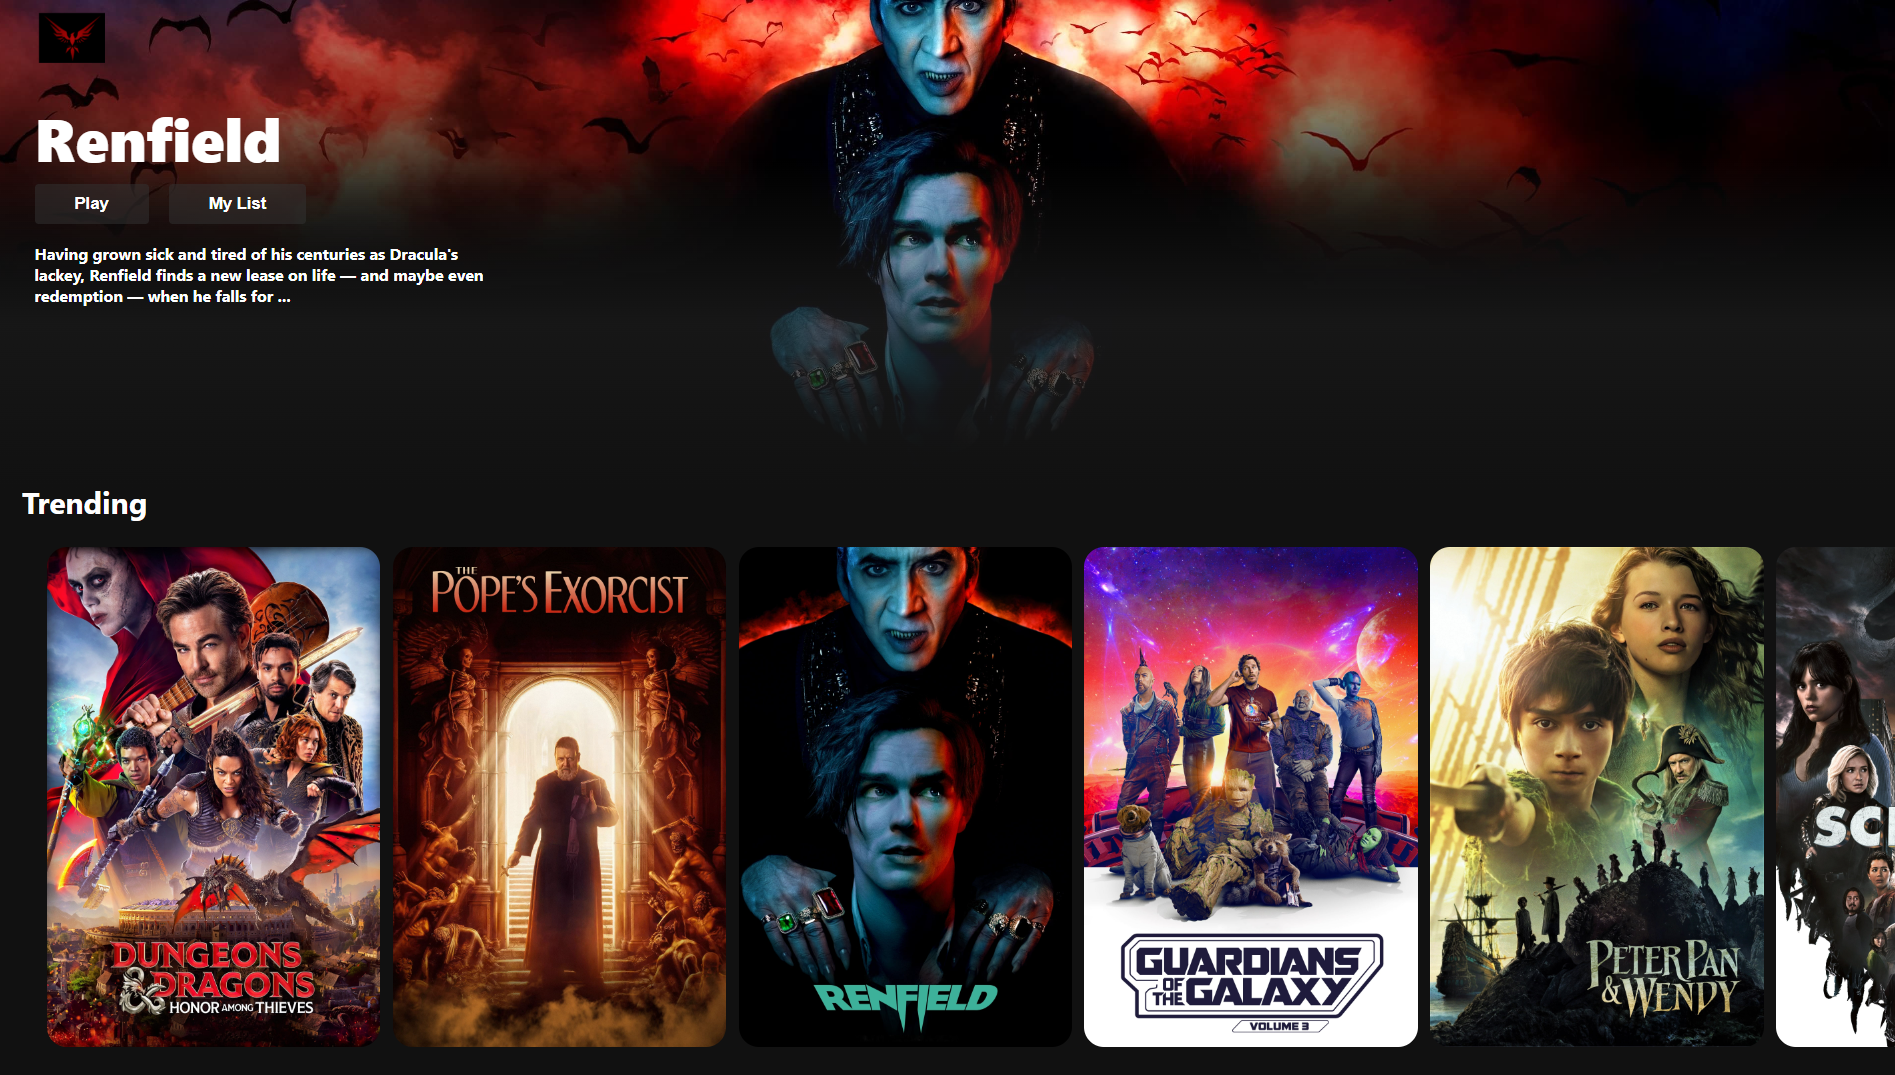 Renfield
Play
My List
Having grown sick and tired of his centuries as Dracula's
lackey, Renfield finds a new lease on life — and maybe even
redemption — when he falls for ...
Trending
DUNGEONS
& DRAGONS
HONOR AMONG THIEVES
THE
POPE'S EXORCIST
RENFIELD
GUARDIANS
OF THE GALAXY
VOLUME 3
PETER PAN
& WENDY